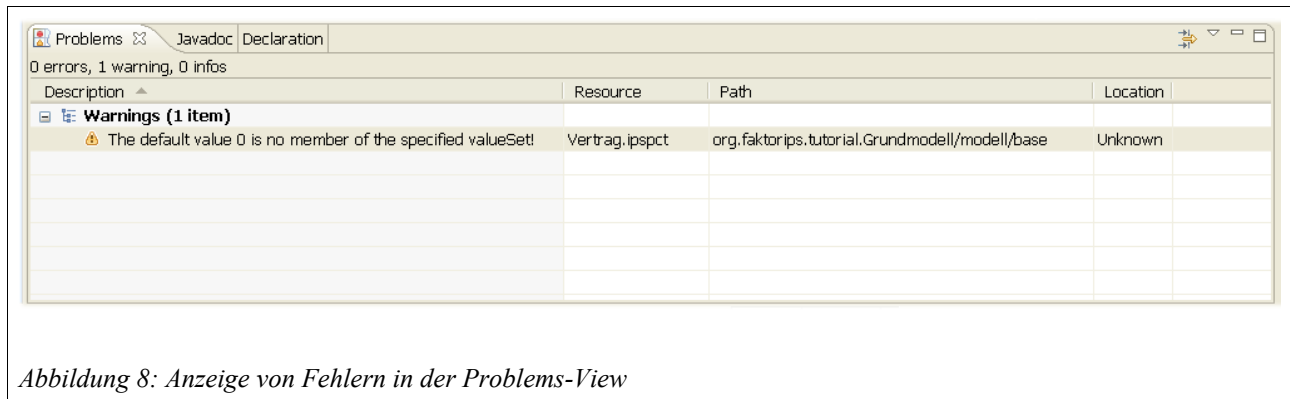 Problems Javadoc Declaration
0 errors, 1 warning, 0 infos
Description Resource Path Location
Warnings (1 item)
The default value 0 is no member of the specified valueSet! Vertrag.ipspct org.faktorips.tutorial.Grundmodell/modell/base Unknown
Abbildung 8: Anzeige von Fehlern in der Problems-View